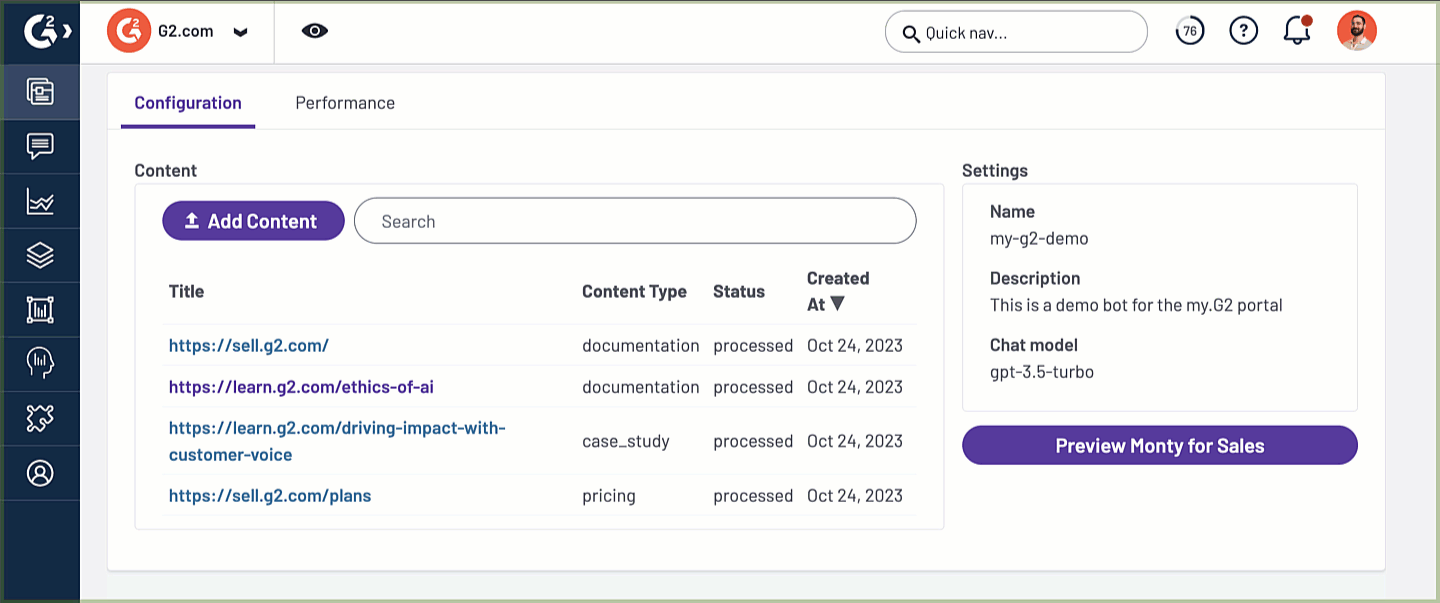 G2 G2 G2.com Quick nav... 76 ?
Configuration Performance
Content
Add Content Search
Title Content Type Status Created At ▼
https://sell.g2.com/ documentation processed Oct 24, 2023
https://learn.g2.com/ethics-of-ai documentation processed Oct 24, 2023
https://learn.g2.com/driving-impact-with-
customer-voice case_study processed Oct 24, 2023
https://sell.g2.com/plans pricing processed Oct 24, 2023
Settings
Name
my-g2-demo
Description
This is a demo bot for the my.G2 portal
Chat model
gpt-3.5-turbo
Preview Monty for Sales